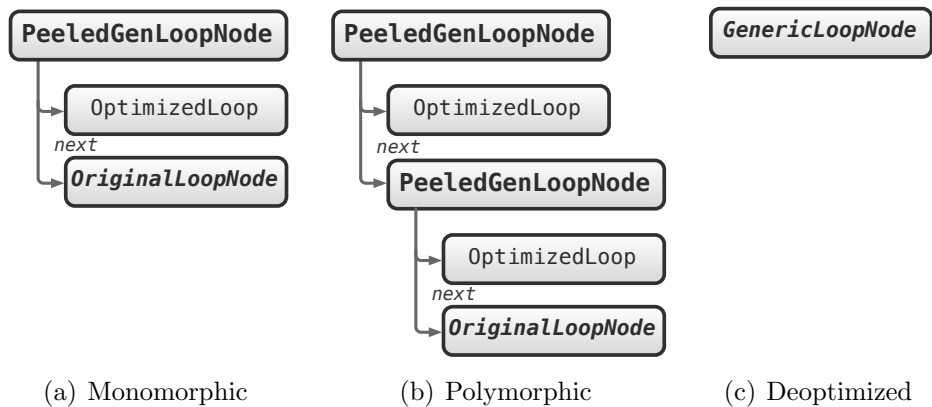 PeeledGenLoopNode
OptimizedLoop
next
OriginalLoopNode
(a) Monomorphic
PeeledGenLoopNode
OptimizedLoop
next
PeeledGenLoopNode
OptimizedLoop
next
OriginalLoopNode
(b) Polymorphic
GenericLoopNode
(c) Deoptimized